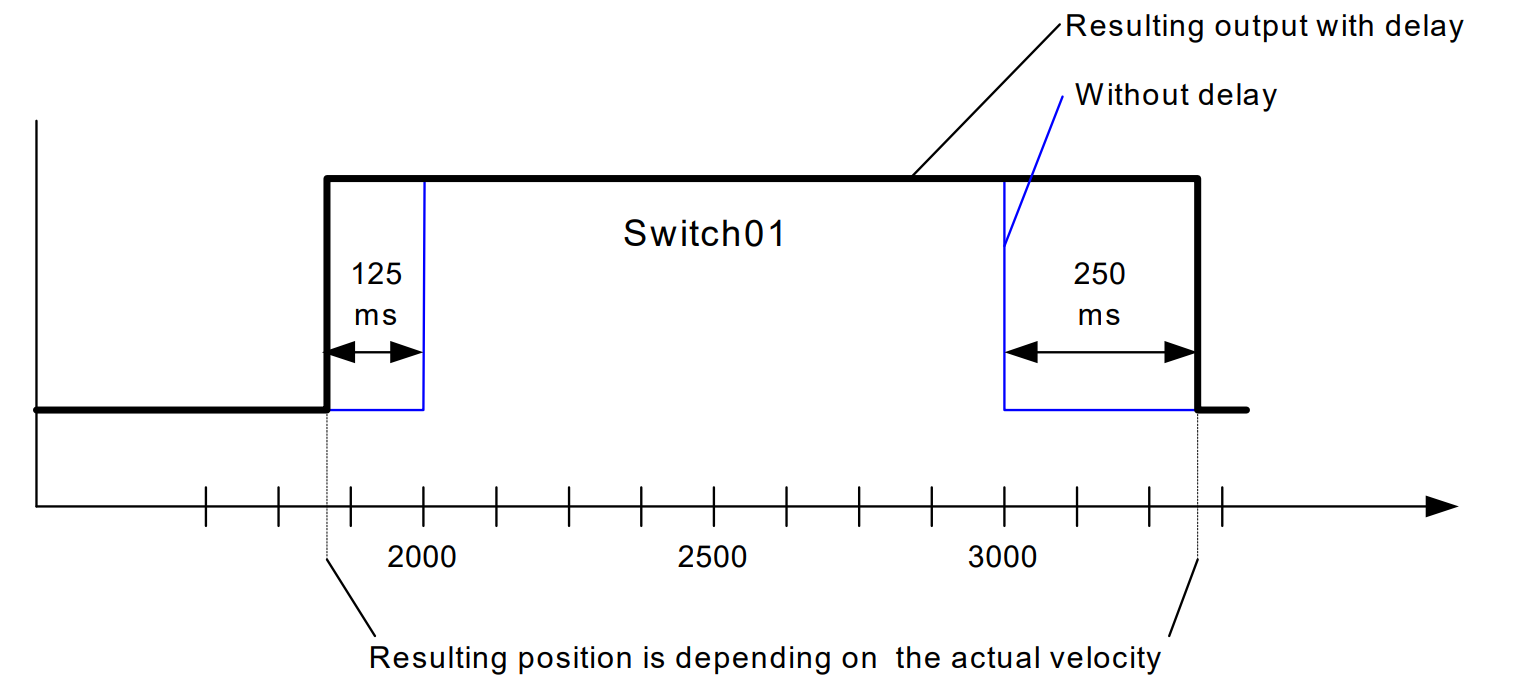 Resulting output with delay
Without delay
Switch01
125
ms
250
ms
2000
2500
3000
Resulting position is depending on the actual velocity